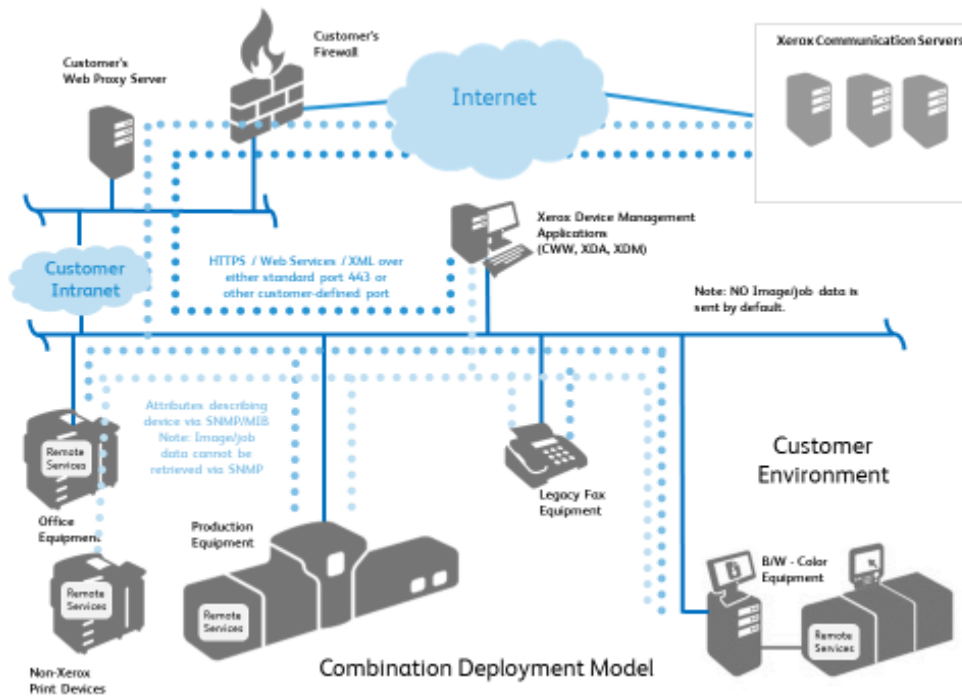 Customer's
Firewall
Xerox Communication Servers
Customer's
Web Proxy Server
Internet
Xerox Device Management
Applications
(CWW, XDA, XDM)
Customer
Intranet
HTTPS / Web Services / XML over
either standard port 443 or
other customer-defined port
Note: NO Image/job data is
sent by default.
Attributes describing
device via SNMP/MIB
Note: Image/job
data cannot be
retrieved via SNMP
Remote
Services
Customer
Environment
Legacy Fax
Equipment
Office
Equipment
Production
Equipment
B/W - Color
Equipment
Remote
Services
Remote
Services
Remote
Services
Non-Xerox
Print Devices
Combination Deployment Model